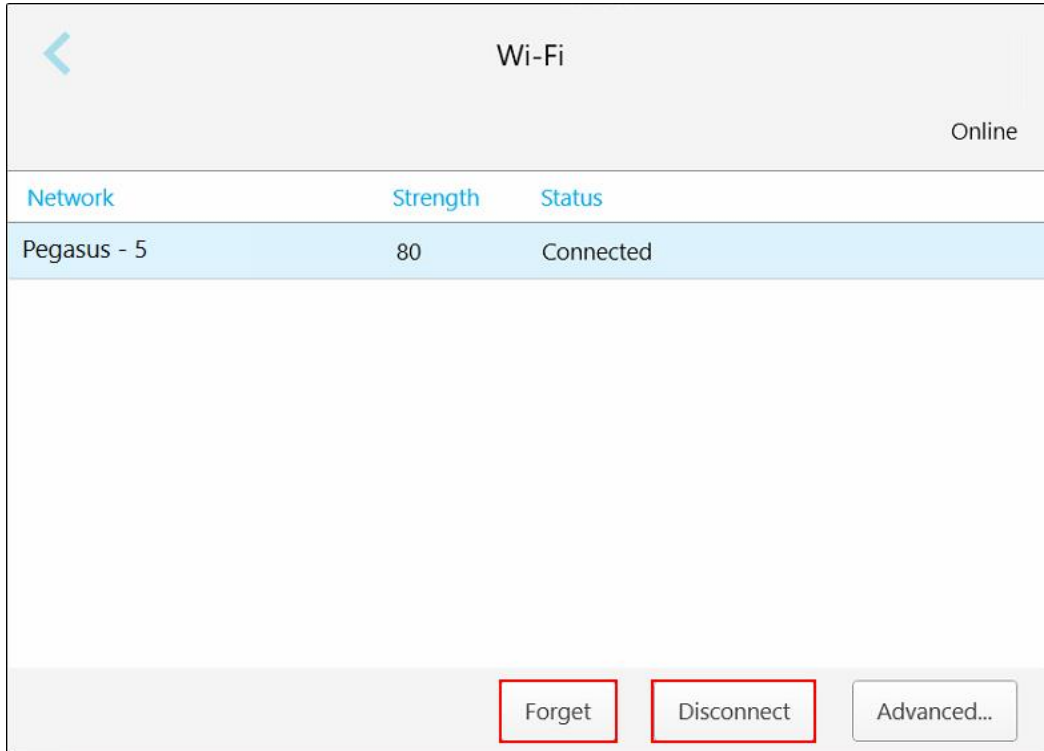 Wi-Fi
Online
Network Strength Status
Pegasus - 5 80 Connected
Forget Disconnect Advanced...